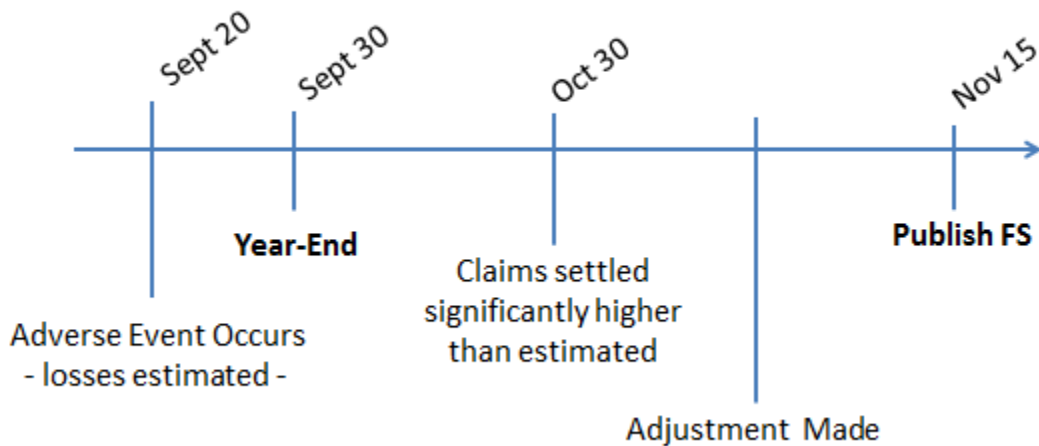 Sept 20
Sept 30
Oct 30
Nov 15
Year-End
Publish FS
Claims settled
significantly higher
than estimated
Adverse Event Occurs
- losses estimated -
Adjustment Made